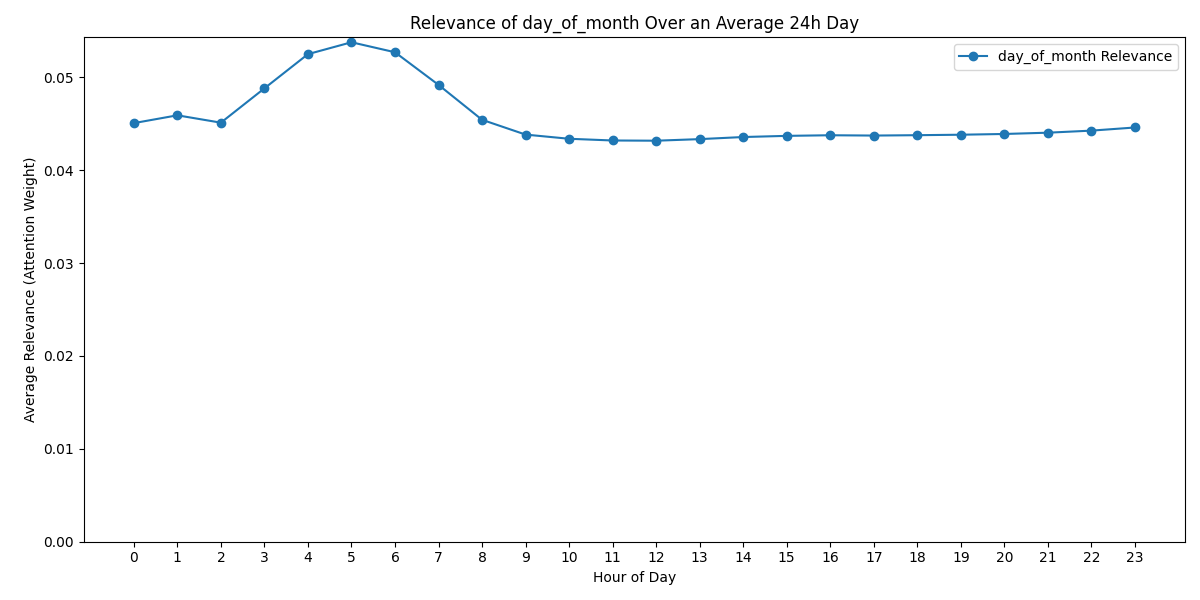 Relevance of day_of_month Over an Average 24h Day
day_of_month Relevance
Average Relevance (Attention Weight)
0.05
0.04
0.03
0.02
0.01
0.00
0 1 2 3 4 5 6 7 8 9 10 11 12 13 14 15 16 17 18 19 20 21 22 23
Hour of Day